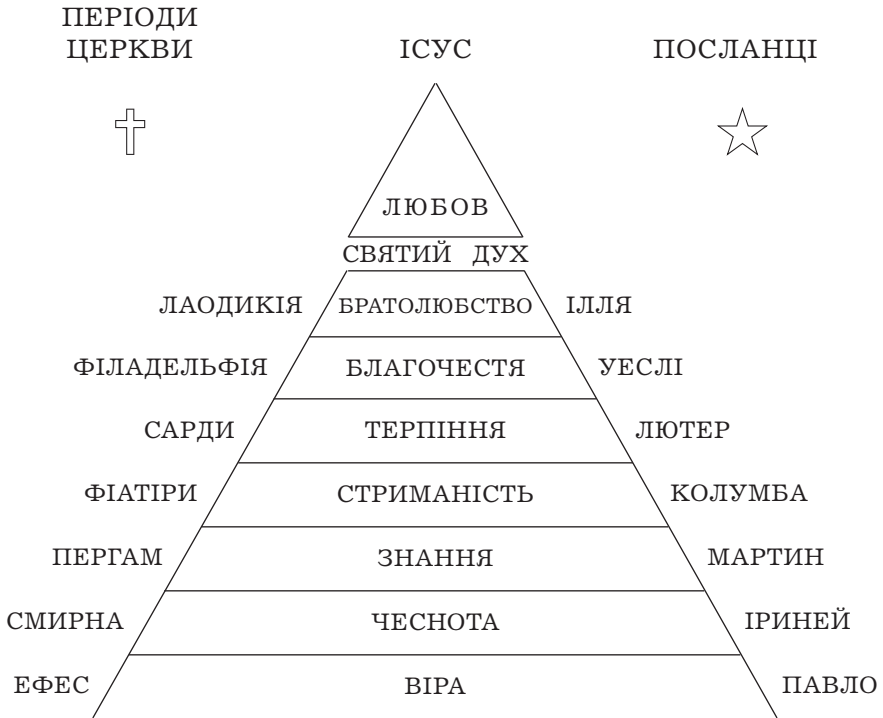 ПЕРІОДИ
ЦЕРКВИ ІСУС ПОСЛАНЦІ
ЛЮБОВ
СВЯТИЙ ДУХ
ЛАОДИКІЯ БРАТОЛЮБСТВО ІЛЛЯ
ФІЛАДЕЛЬФІЯ БЛАГОЧЕСТЯ УЕСЛІ
САРДИ ТЕРПІННЯ ЛЮТЕР
ФІАТІРИ СТРИМАНІСТЬ КОЛУМБА
ПЕРГАМ ЗНАННЯ МАРТИН
СМИРНА ЧЕСНОТА ІРИНЕЙ
ЕФЕС ВІРА ПАВЛО